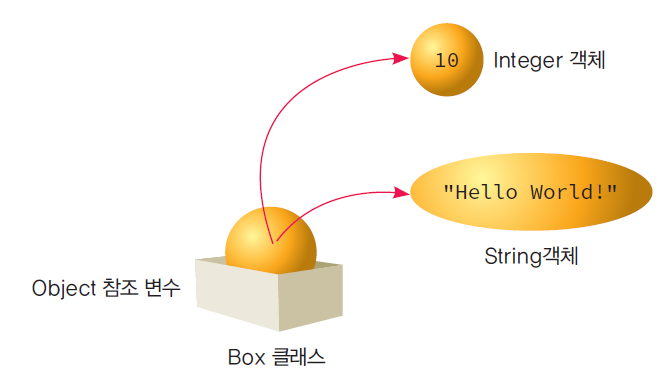 10
Integer 객체
"Hello World!"
String객체
Object 참조 변수
Box 클래스